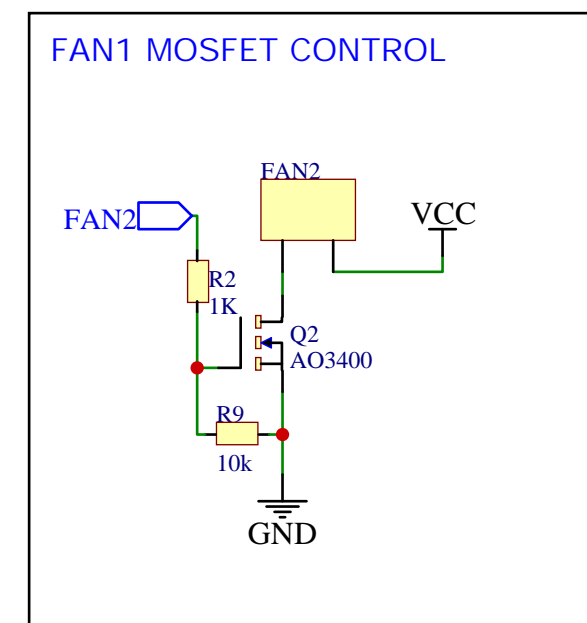 FAN1 MOSFET CONTROL
FAN2
FAN2
VCC
R2
1K
Q2
AO3400
R9
10k
GND